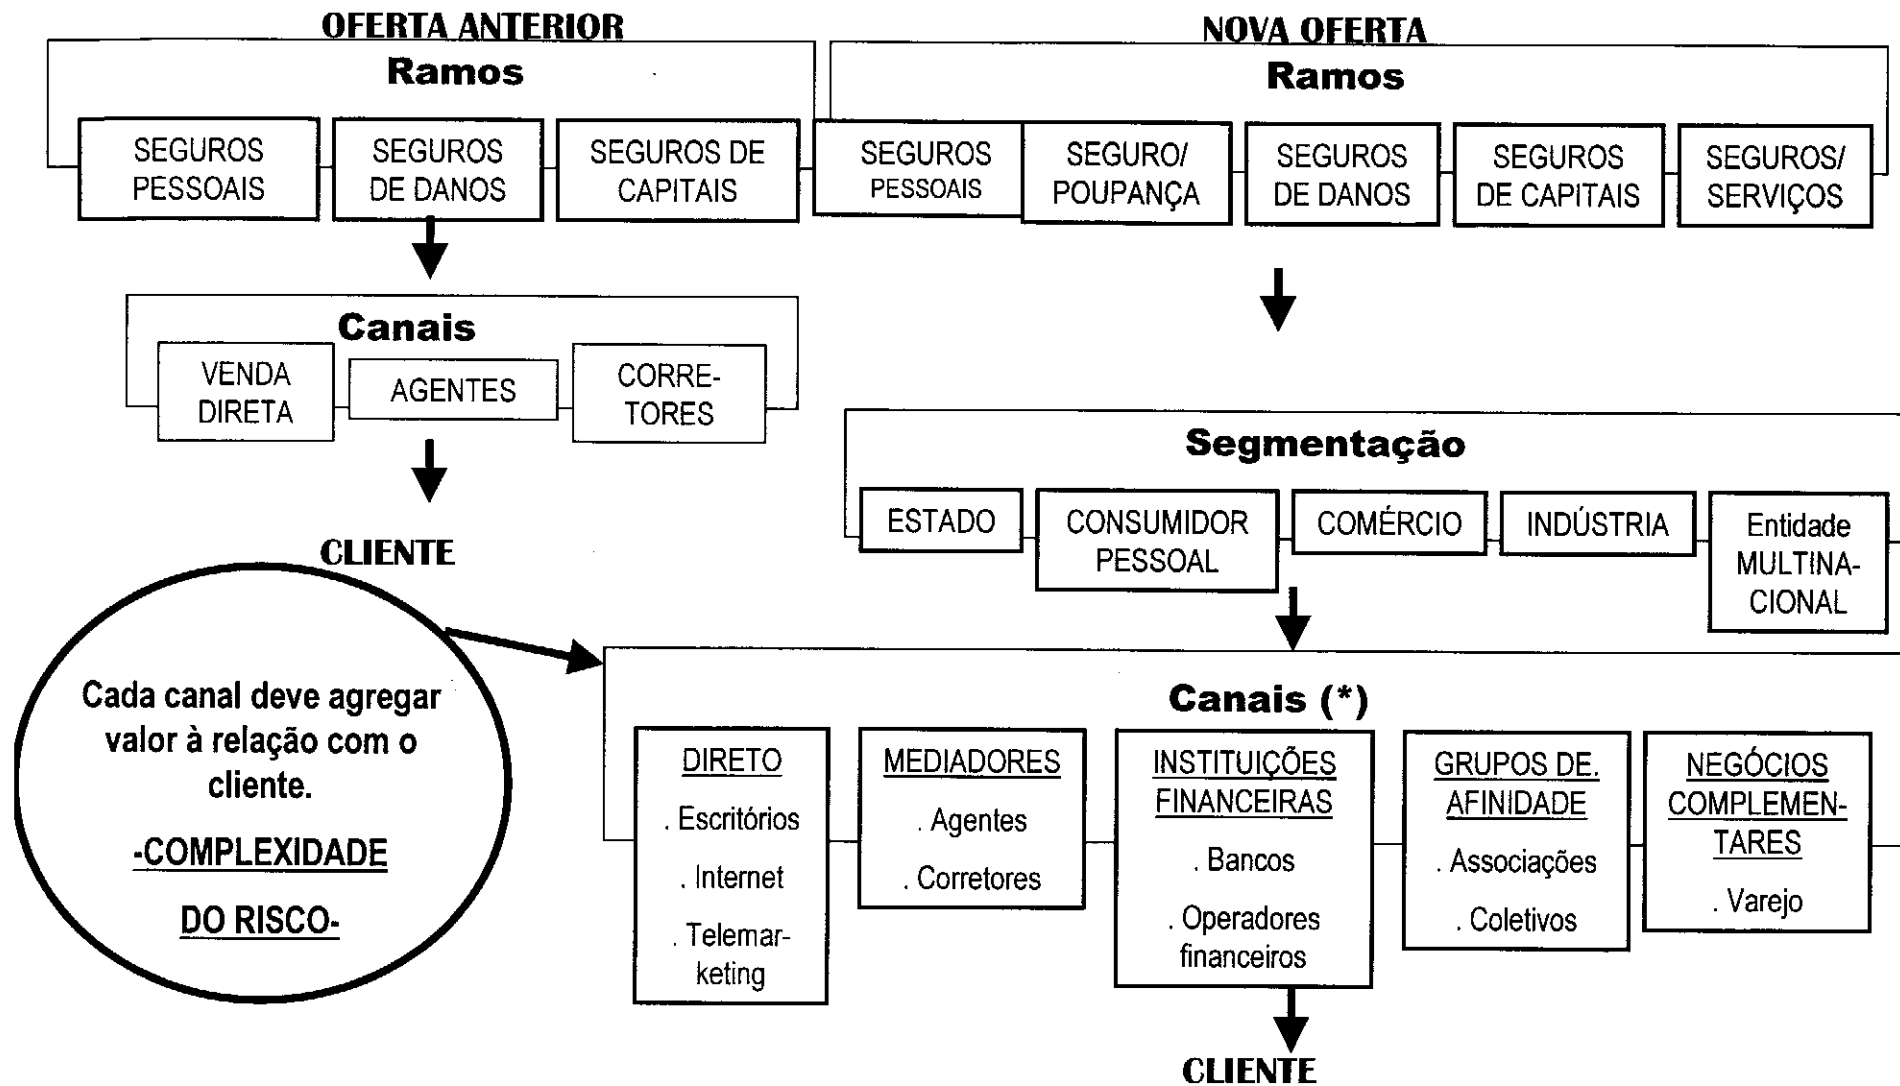 OFERTA ANTERIOR
Ramos
SEGUROS
PESSOAIS
SEGUROS
DE DANOS
SEGUROS DE
CAPITAIS
Canais
VENDA
DIRETA
AGENTES
CORRE-
TORES
CLIENTE
NOVA OFERTA
Ramos
SEGUROS
PESSOAIS
SEGURO/
POUPANÇA
SEGUROS
DE DANOS
SEGUROS
DE CAPITAIS
SEGUROS/
SERVIÇOS
Segmentação
ESTADO
CONSUMIDOR
PESSOAL
COMÉRCIO
INDÚSTRIA
Entidade
MULTINA-
CIONAL
Cada canal deve agregar
valor à relação com o
cliente.
-COMPLEXIDADE
DO RISCO-
Canais (*)
DIRETO
. Escritórios
. Internet
. Telemar-
keting
MEDIADORES
. Agentes
. Corretores
INSTITUIÇÕES
FINANCEIRAS
. Bancos
. Operadores
financeiros
GRUPOS DE.
AFINIDADE
. Associações
. Coletivos
NEGÓCIOS
COMPLEMEN-
TARES
. Varejo
CLIENTE